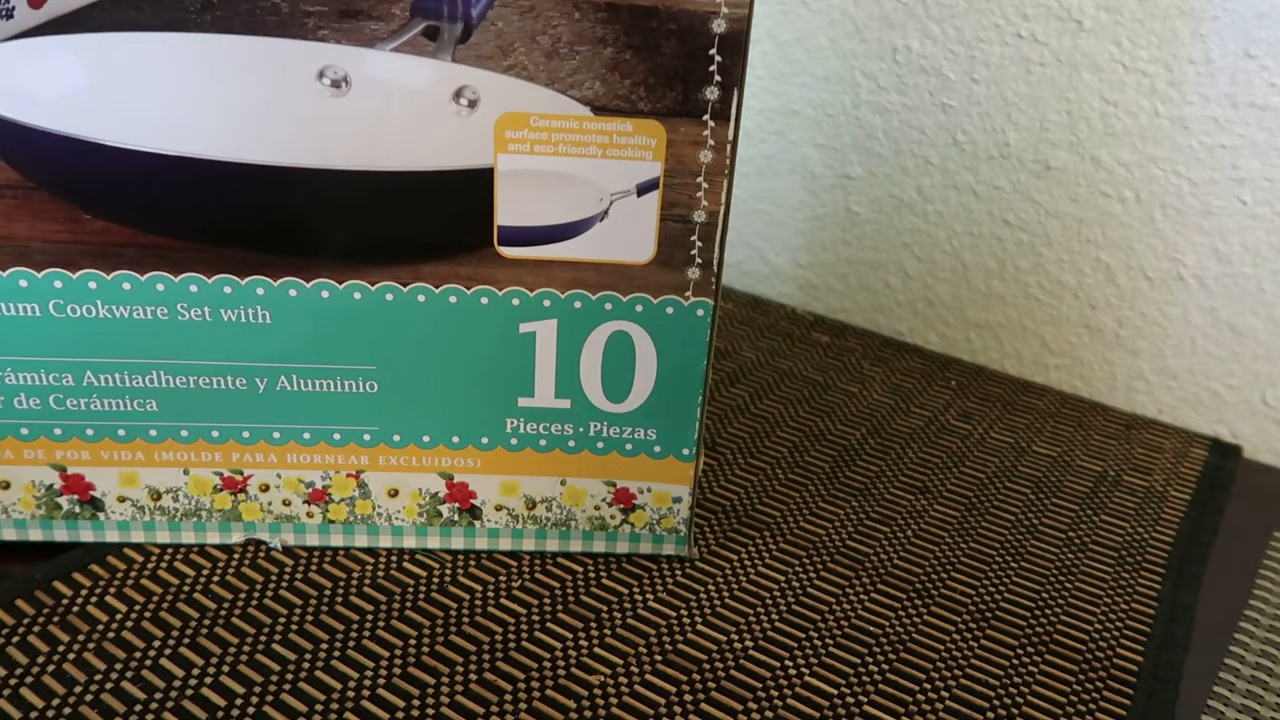 Ceramic nonstick
surface promotes healthy
and eco-friendly cooking
um Cookware Set with
rámica Antiadherente y Aluminio
r de Cerámica
10
Pieces · Piezas
A DE POR VIDA (MOLDE PARA HORNEAR EXCLUIDOS)